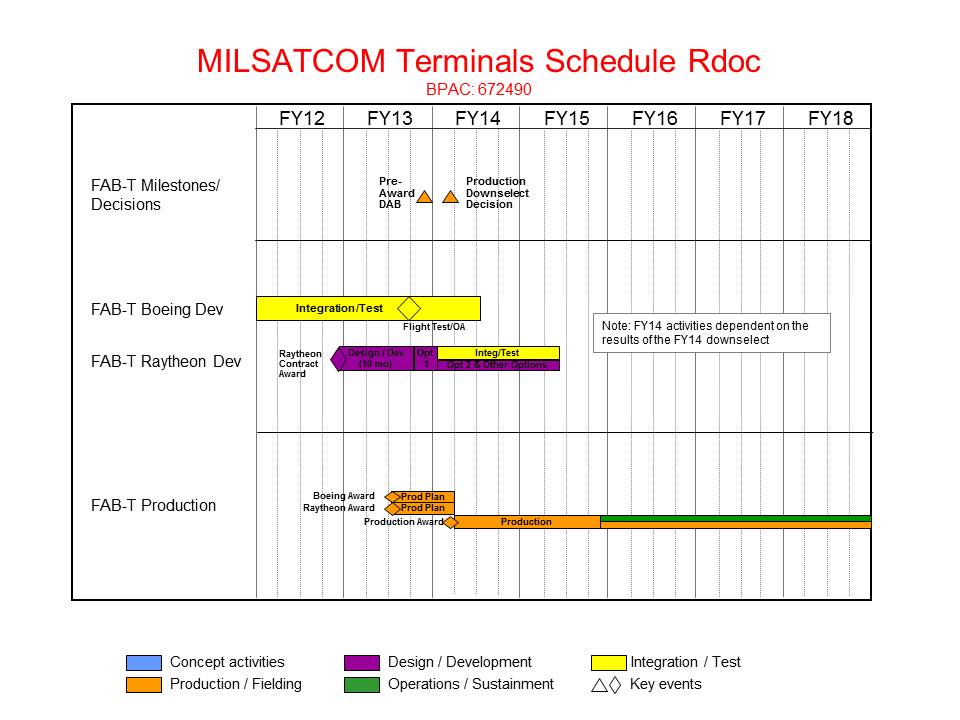 MILSATCOM Terminals Schedule Rdoc
BPAC: 672490
FY12 FY13 FY14 FY15 FY16 FY17 FY18
FAB-T Milestones/
Decisions
Pre-
Award
DAB
Production
Downselect
Decision
FAB-T Boeing Dev
Integration/Test
Flight Test/OA
Note: FY14 activities dependent on the
results of the FY14 downselect
FAB-T Raytheon Dev
Raytheon
Contract
Award
Design / Dev
(10 mo)
Opt
1
Integ/Test
Opt 2 & Other Options
FAB-T Production
Boeing Award
Prod Plan
Raytheon Award
Prod Plan
Production Award
Production
Concept activities
Design / Development
Integration / Test
Production / Fielding
Operations / Sustainment
Key events